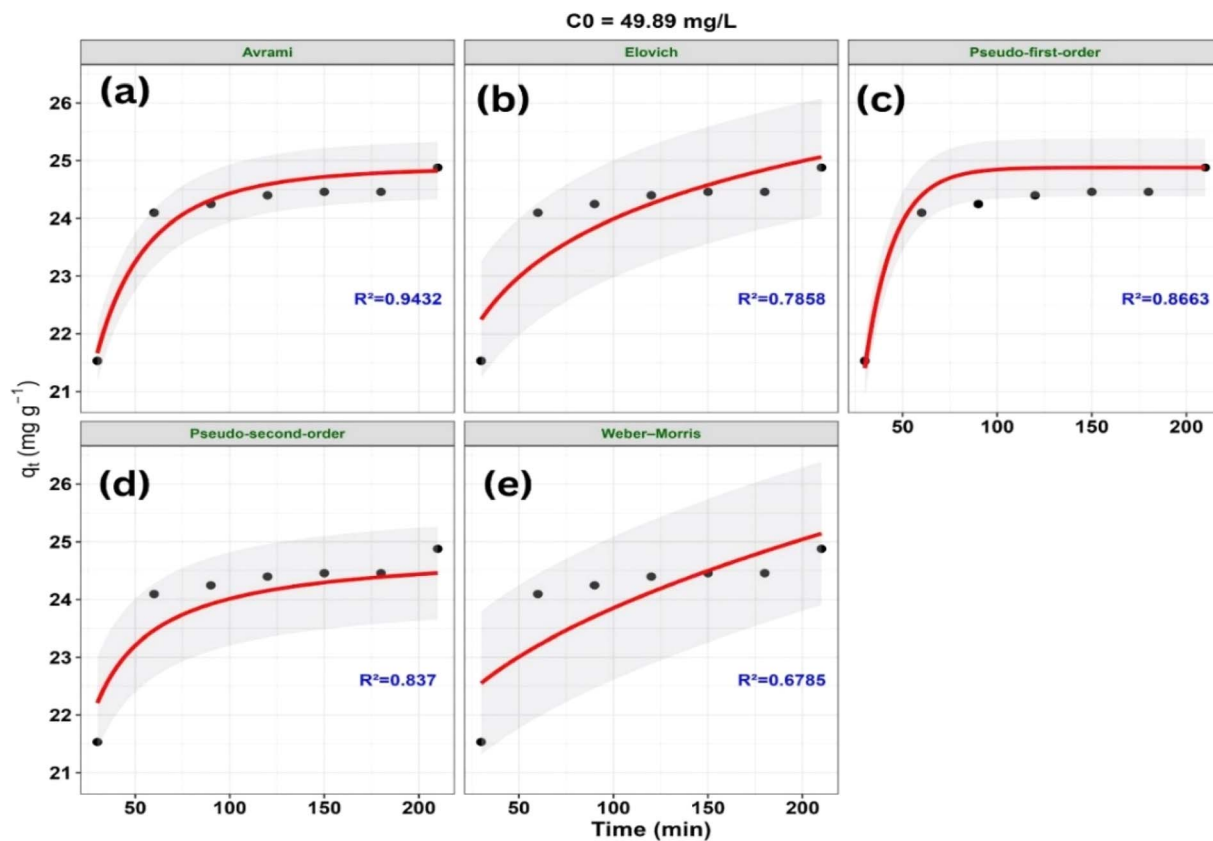 C0 = 49.89 mg/L
Avrami
Elovich
Pseudo-first-order
(a)
(b)
(c)
26
25
24
23
22
21
R²=0.9432
R²=0.7858
R²=0.8663
50 100 150 200
qt (mg g−1)
Pseudo-second-order
Weber–Morris
(d)
(e)
26
25
24
23
22
21
R²=0.837
R²=0.6785
50 100 150 200
50 100 150 200
Time (min)